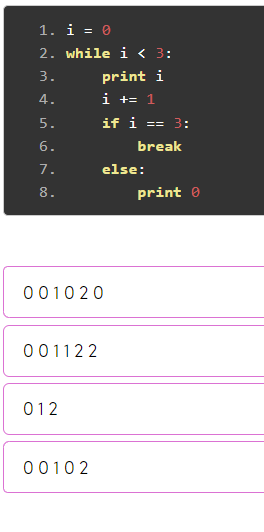 1. i = 0
2. while i < 3:
3.     print i
4.     i += 1
5.     if i == 3:
6.         break
7.     else:
8.         print 0
0 0 1 0 2 0
0 0 1 1 2 2
0 1 2
0 0 1 0 2